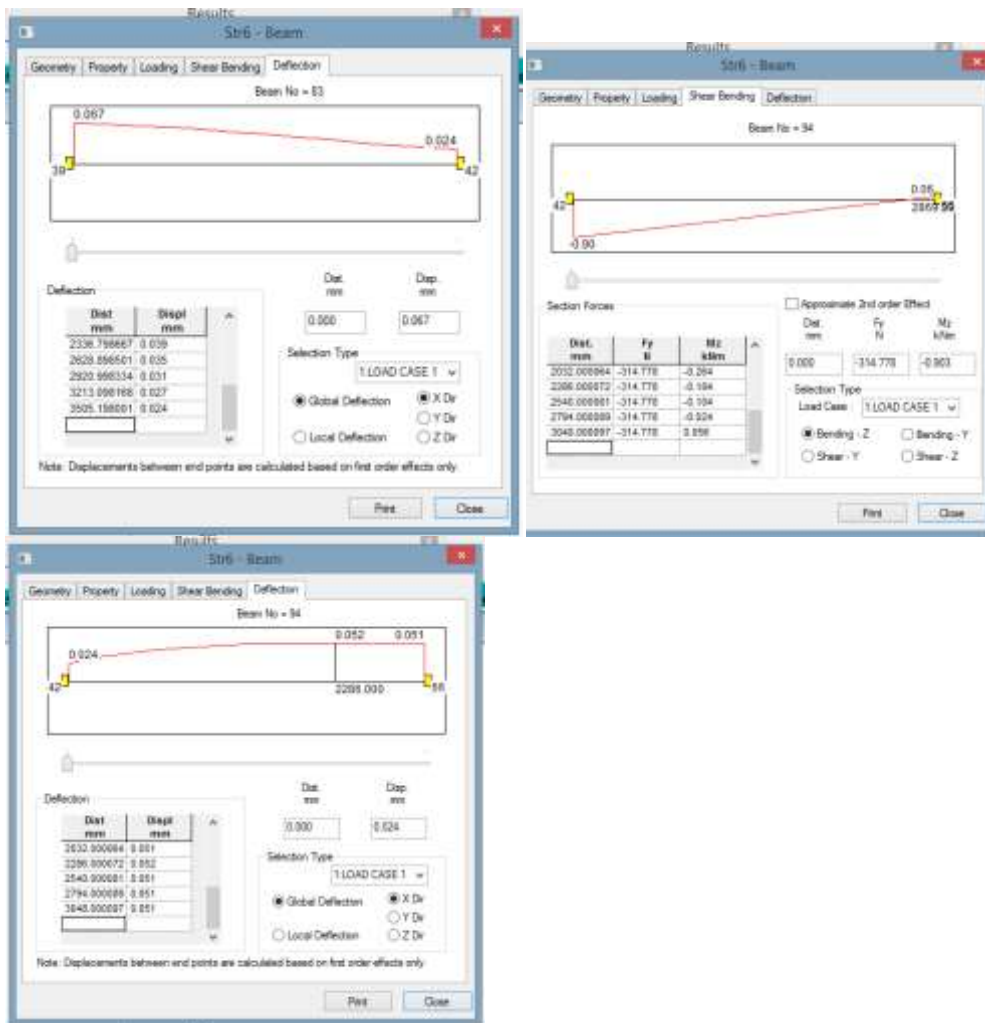 Results
Str6 - Beam
Geometry Property Loading Shear Bending Deflection
Beam No = 83
0.067
0.024
39
42
Deflection
Dist mm Displ mm
2336.798667 0.039
2628.898501 0.035
2920.998334 0.031
3213.098168 0.027
3505.198001 0.024
Dist. mm Disp. mm
0.000 0.067
Selection Type
1:LOAD CASE 1
Global Deflection X Dir
Y Dir
Local Deflection Z Dir
Note: Displacements between end points are calculated based on first order effects only.
Print Close
Results
Str6 - Beam
Geometry Property Loading Shear Bending Deflection
Beam No = 94
42
0.06
-0.90
Section Forces
Approximate 2nd order Effect
Dist. mm Fy N Mz kNm
2032.000064 -314.778 -0.264
2286.000072 -314.778 -0.184
2540.000081 -314.778 -0.104
2794.000089 -314.778 -0.024
3048.000097 -314.778 0.056
Dist. mm Fy N Mz kNm
0.000 -314.778 -0.903
Selection Type
Load Case 1:LOAD CASE 1
Bending - Z Bending - Y
Shear - Y Shear - Z
Print Close
Results
Str6 - Beam
Geometry Property Loading Shear Bending Deflection
Beam No = 94
0.052 0.051
0.024
42
2286.000
Deflection
Dist mm Displ mm
2032.000064 0.051
2286.000072 0.052
2540.000081 0.051
2794.000089 0.051
3048.000097 0.051
Dist. mm Disp. mm
0.000 0.024
Selection Type
1:LOAD CASE 1
Global Deflection X Dir
Y Dir
Local Deflection Z Dir
Note: Displacements between end points are calculated based on first order effects only.
Print Close